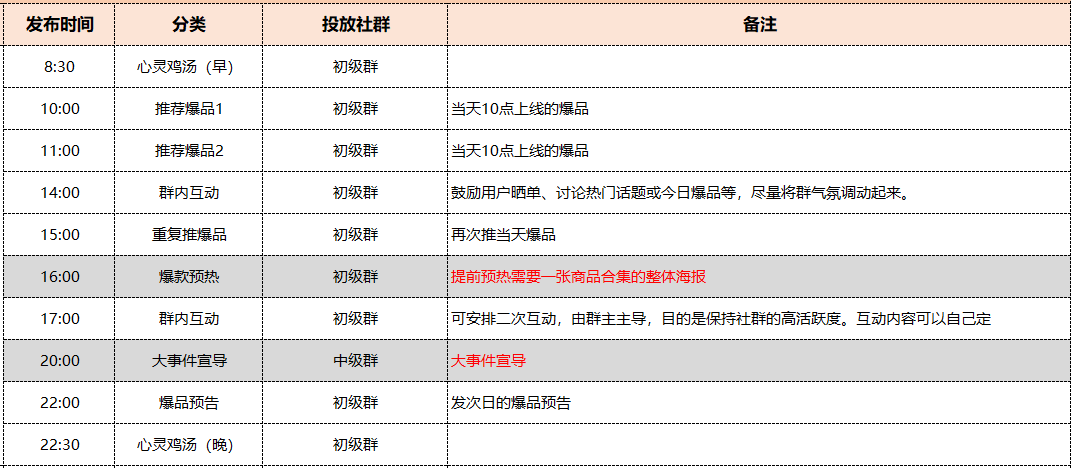 发布时间 分类 投放社群 备注
8:30 心灵鸡汤（早） 初级群
10:00 推荐爆品1 初级群 当天10点上线的爆品
11:00 推荐爆品2 初级群 当天10点上线的爆品
14:00 群内互动 初级群 鼓励用户晒单、讨论热门话题或今日爆品等，尽量将群气氛调动起来。
15:00 重复推爆品 初级群 再次推当天爆品
16:00 爆款预热 初级群 提前预热需要一张商品合集的整体海报
17:00 群内互动 初级群 可安排二次互动，由群主主导，目的是保持社群的高活跃度。互动内容可以自己定
20:00 大事件宣导 中级群 大事件宣导
22:00 爆品预告 初级群 发次日的爆品预告
22:30 心灵鸡汤（晚） 初级群